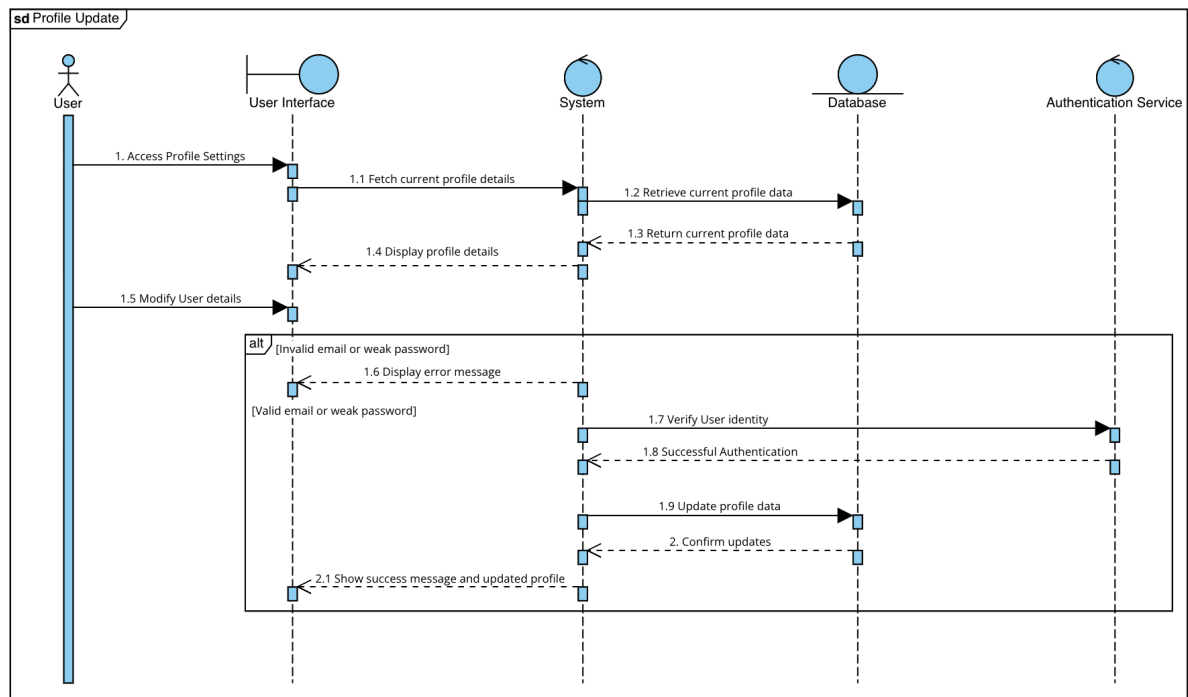 sd Profile Update
User
User Interface
System
Database
Authentication Service
1. Access Profile Settings
1.1 Fetch current profile details
1.2 Retrieve current profile data
1.3 Return current profile data
1.4 Display profile details
1.5 Modify User details
alt
[Invalid email or weak password]
1.6 Display error message
[Valid email or weak password]
1.7 Verify User identity
1.8 Successful Authentication
1.9 Update profile data
2. Confirm updates
2.1 Show success message and updated profile